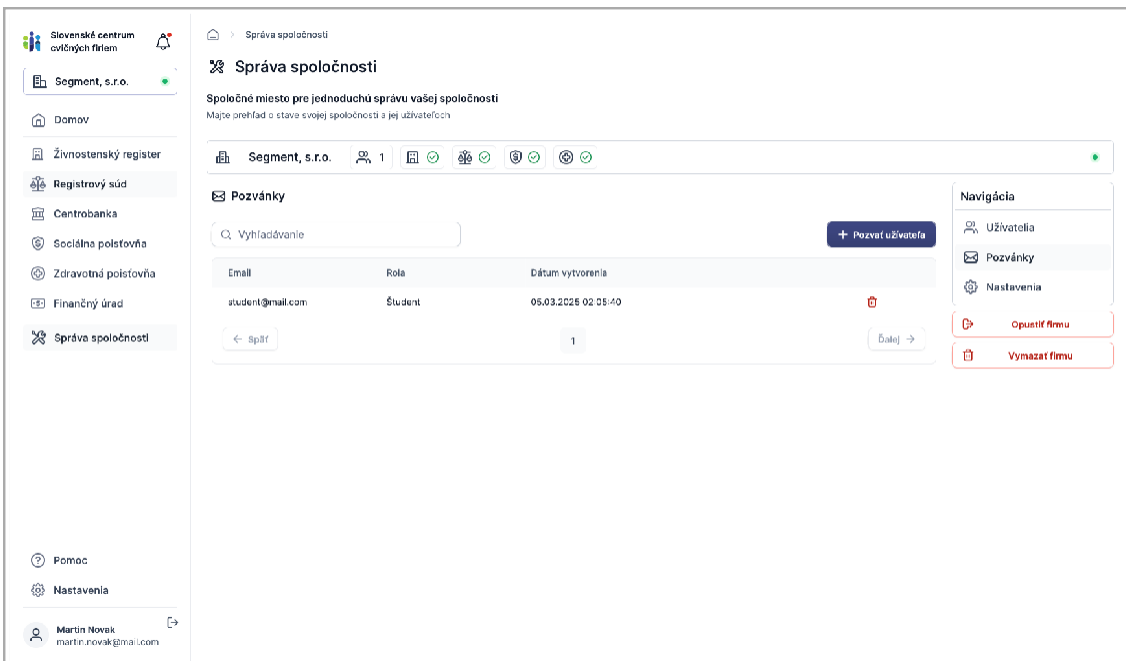 Slovenské centrum
cvičných firiem
Segment, s.r.o.
Domov
Živnostenský register
Registrový súd
Centrobanka
Sociálna poisťovňa
Zdravotná poisťovňa
Finančný úrad
Správa spoločnosti
Pomoc
Nastavenia
Martin Novak
martin.novak@mail.com
Správa spoločnosti
Správa spoločnosti
Spoločné miesto pre jednoduchú správu vašej spoločnosti
Majte prehľad o stave svojej spoločnosti a jej užívateľoch
Segment, s.r.o. 1
Pozvánky
Vyhľadávanie
+ Pozvať užívateľa
Email Rola Dátum vytvorenia
student@mail.com Študent 05.03.2025 02:05:40
← Späť 1 Ďalej →
Navigácia
Užívatelia
Pozvánky
Nastavenia
Opustiť firmu
Vymazať firmu